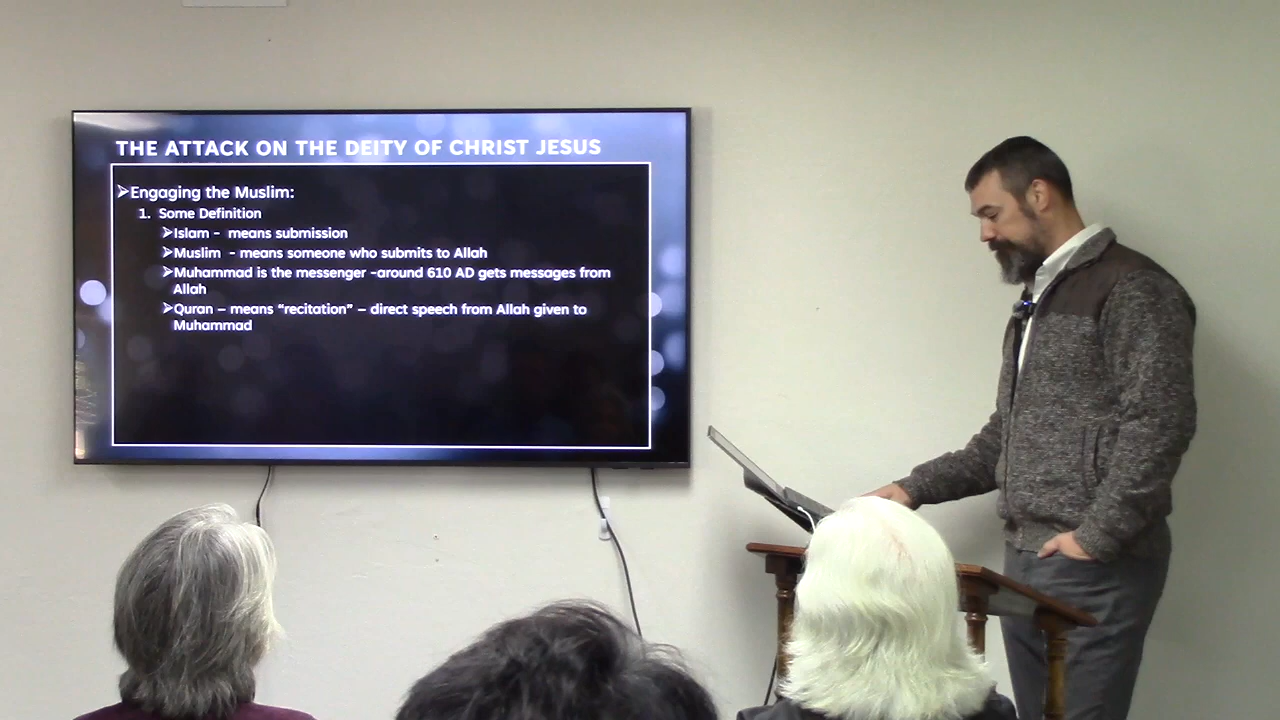 THE ATTACK ON THE DEITY OF CHRIST JESUS
➢Engaging the Muslim:
1. Some Definition
➢Islam - means submission
➢Muslim - means someone who submits to Allah
➢Muhammad is the messenger -around 610 AD gets messages from
Allah
➢Quran – means “recitation” – direct speech from Allah given to
Muhammad